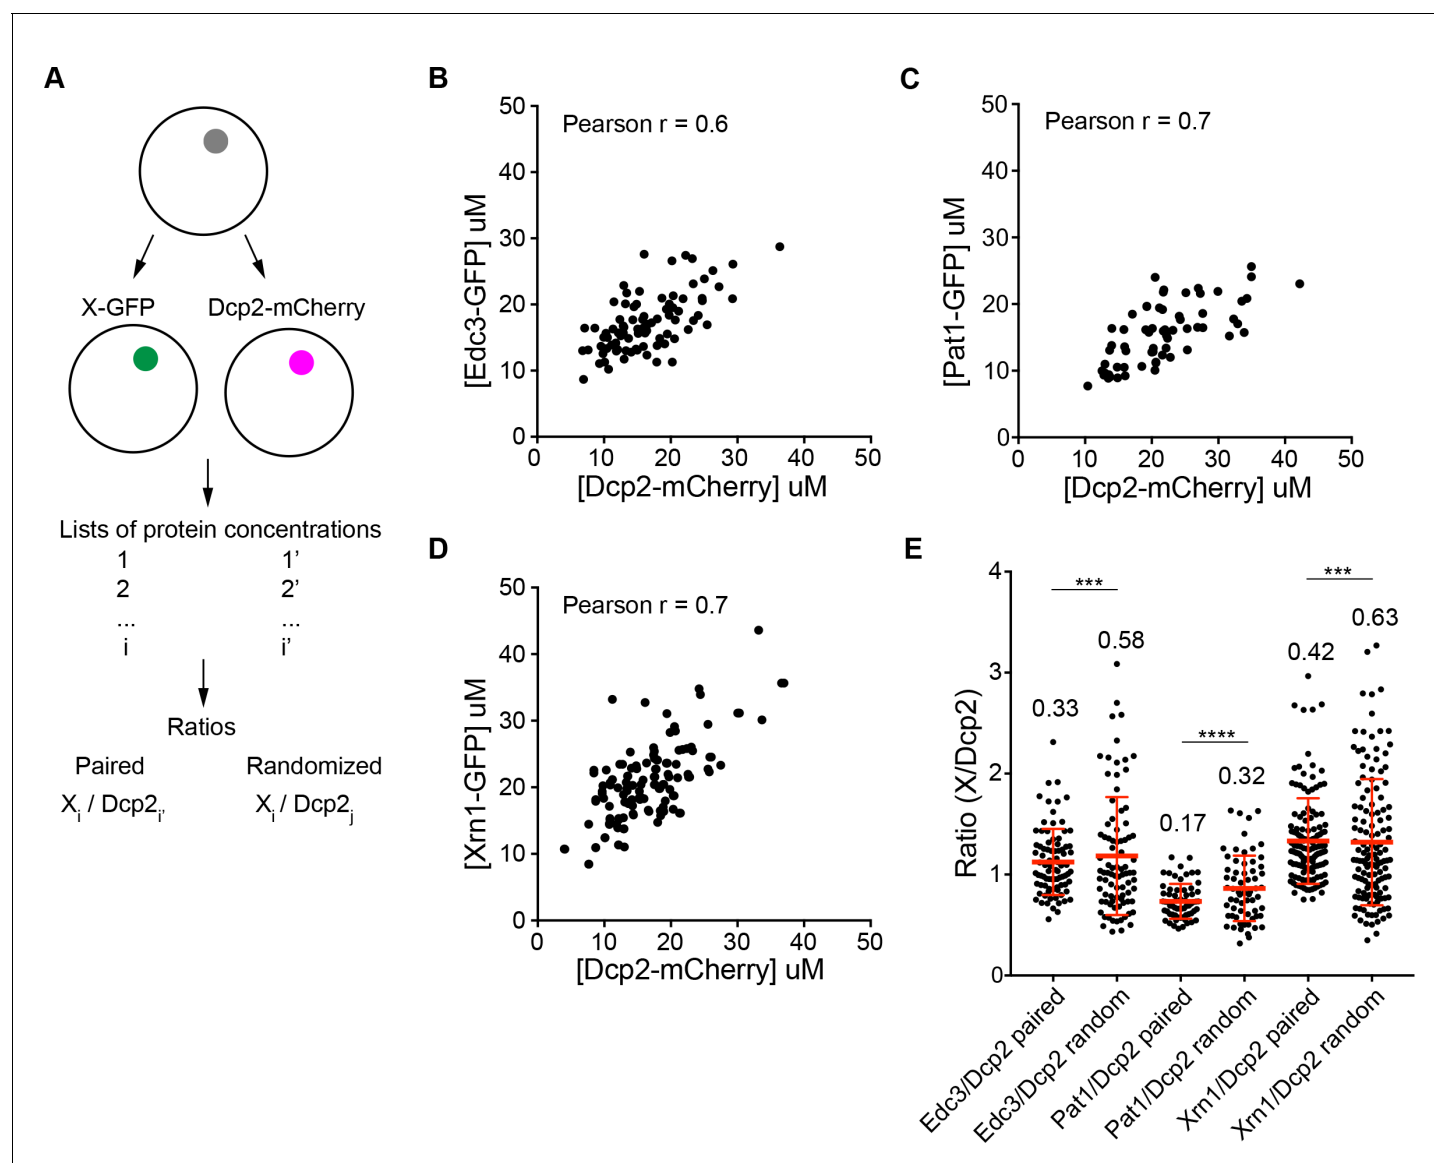 A
X-GFP
Dcp2-mCherry
Lists of protein concentrations
1 1’
2 2’
... ...
i i’
Ratios
Paired Randomized
Xi / Dcp2i’ Xi / Dcp2j
B
Pearson r = 0.6
[Edc3-GFP] uM
50
40
30
20
10
0
0 10 20 30 40 50
[Dcp2-mCherry] uM
C
Pearson r = 0.7
[Pat1-GFP] uM
50
40
30
20
10
0
0 10 20 30 40 50
[Dcp2-mCherry] uM
D
Pearson r = 0.7
[Xrn1-GFP] uM
50
40
30
20
10
0
0 10 20 30 40 50
[Dcp2-mCherry] uM
E
Ratio (X/Dcp2)
4
3
2
1
0
*** **** ***
0.33 0.58 0.17 0.32 0.42 0.63
Edc3/Dcp2 paired
Edc3/Dcp2 random
Pat1/Dcp2 paired
Pat1/Dcp2 random
Xrn1/Dcp2 paired
Xrn1/Dcp2 random